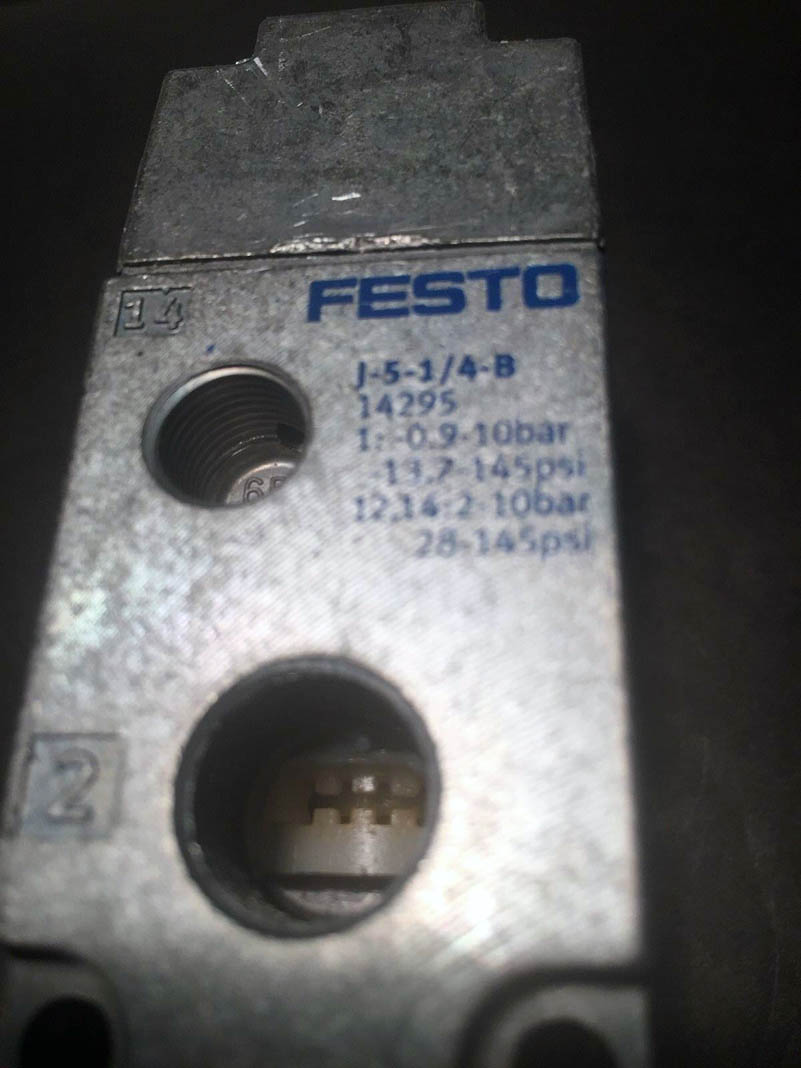 14
FESTO
J-5-1/4-B
14295
1: -0,9-10bar
-13,7-145psi
12,14:2-10bar
28-145psi
2